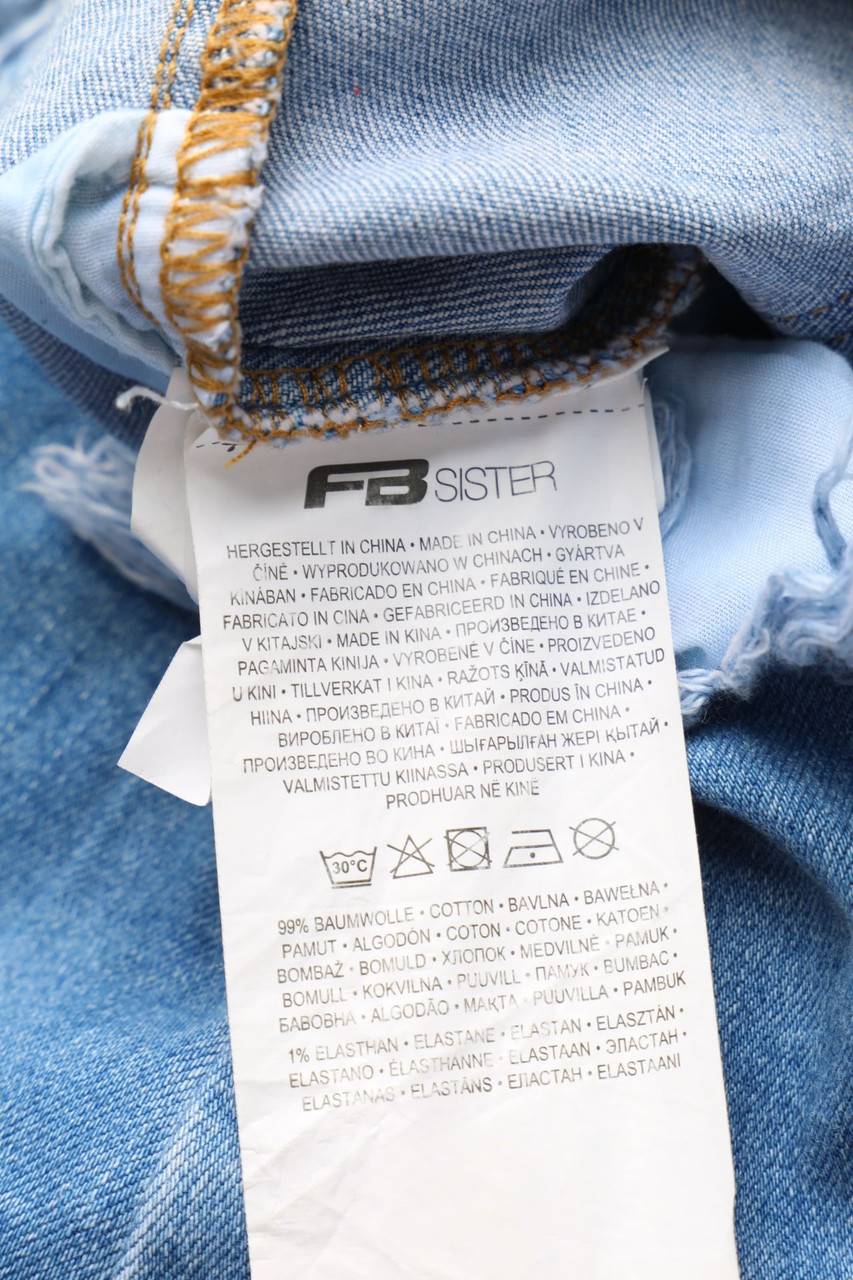 FB SISTER
HERGESTELLT IN CHINA • MADE IN CHINA • VYROBENO V
ČÍNĚ • WYPRODUKOWANO W CHINACH • GYÁRTVA
KÍNÁBAN • FABRICADO EN CHINA • FABRIQUÉ EN CHINE •
FABRICATO IN CINA • GEFABRICEERD IN CHINA • IZDELANO
V KITAJSKI • MADE IN KINA • ПРОИЗВЕДЕНО В КИТАЕ •
PAGAMINTA KINIJA • VYROBENÉ V ČÍNE • PROIZVEDENO
U KINI • TILLVERKAT I KINA • RAŽOTS ĶĪNĀ • VALMISTATUD
HIINA • ПРОИЗВЕДЕНО В КИТАЙ • PRODUS ÎN CHINA •
ВИРОБЛЕНО В КИТАЇ • FABRICADO EM CHINA •
ПРОИЗВЕДЕНО ВО КИНА • ШЫҒАРЫЛҒАН ЖЕРІ ҚЫТАЙ •
VALMISTETTU KIINASSA • PRODUSERT I KINA •
PRODHUAR NË KINË
30°C
99% BAUMWOLLE • COTTON • BAVLNA • BAWEŁNA •
PAMUT • ALGODÓN • COTON • COTONE • KATOEN •
BOMBAŽ • BOMULD • ХЛОПОК • MEDVILNĖ • PAMUK •
BOMULL • KOKVILNA • PUUVILL • ПАМУК • BUMBAC •
БАВОВНА • ALGODÃO • МАҚТА • PUUVILLA • PAMBUK
1% ELASTHAN • ELASTANE • ELASTAN • ELASZTÁN •
ELASTANO • ÉLASTHANNE • ELASTAAN • ЭЛАСТАН •
ELASTANAS • ELASTĀNS • ЕЛАСТАН • ELASTAANI